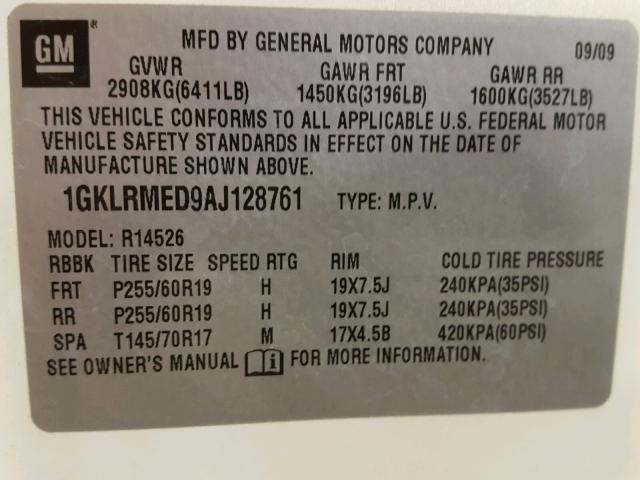 GM® MFD BY GENERAL MOTORS COMPANY 09/09
GVWR GAWR FRT GAWR RR
2908KG(6411LB) 1450KG(3196LB) 1600KG(3527LB)
THIS VEHICLE CONFORMS TO ALL APPLICABLE U.S. FEDERAL MOTOR
VEHICLE SAFETY STANDARDS IN EFFECT ON THE DATE OF
MANUFACTURE SHOWN ABOVE.
1GKLRMED9AJ128761 TYPE: M.P.V.
MODEL: R14526
RBBK TIRE SIZE SPEED RTG RIM COLD TIRE PRESSURE
FRT P255/60R19 H 19X7.5J 240KPA(35PSI)
RR P255/60R19 H 19X7.5J 240KPA(35PSI)
SPA T145/70R17 M 17X4.5B 420KPA(60PSI)
SEE OWNER'S MANUAL i FOR MORE INFORMATION.